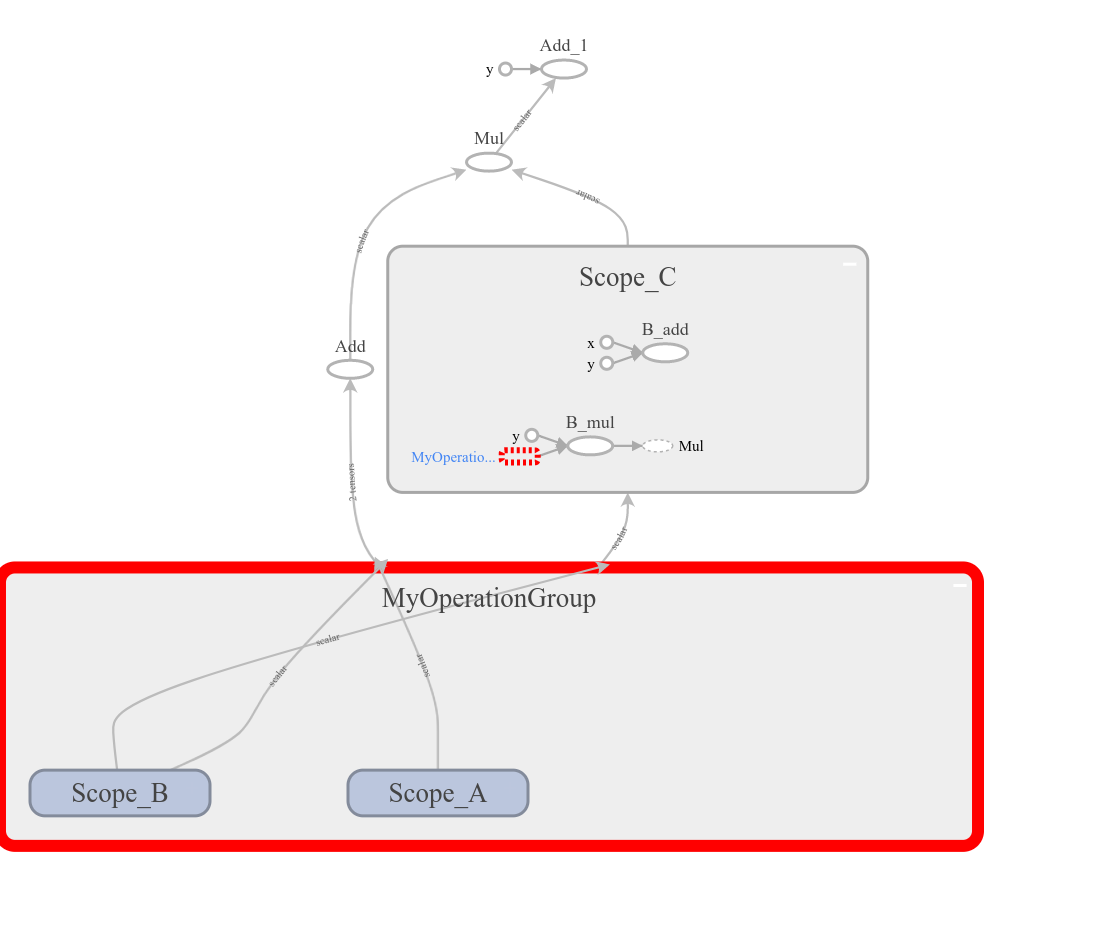 Add_1
y
scalar
Mul
scalar
scalar
Scope_C
B_add
x
y
Add
B_mul
y
MyOperatio...
Mul
2 tensors
scalar
MyOperationGroup
scalar
scalar
scalar
Scope_B
Scope_A